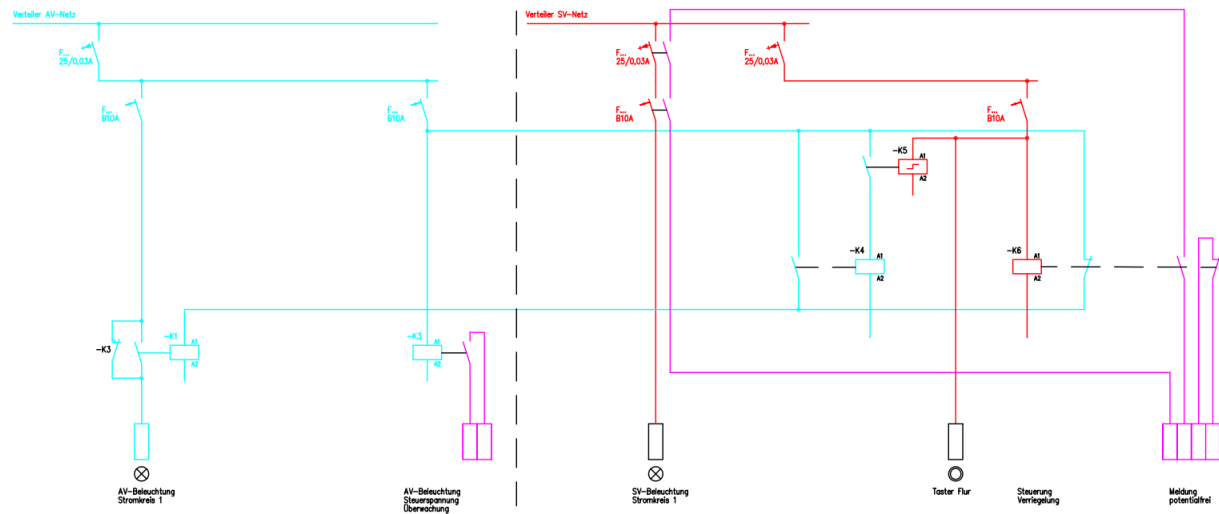 Verteiler AV-Netz
Verteiler SV-Netz
F...
25/0,03A
F...
25/0,03A
F...
25/0,03A
F...
B10A
F...
B10A
F...
B10A
F...
B10A
-K5
A1
A2
-K4
A1
A2
-K6
A1
A2
-K3
-K1
A1
A2
-K3
A1
A2
AV-Beleuchtung
Stromkreis 1
AV-Beleuchtung
Steuerspannung
Überwachung
SV-Beleuchtung
Stromkreis 1
Taster Flur
Steuerung
Verriegelung
Meldung
potentialfrei